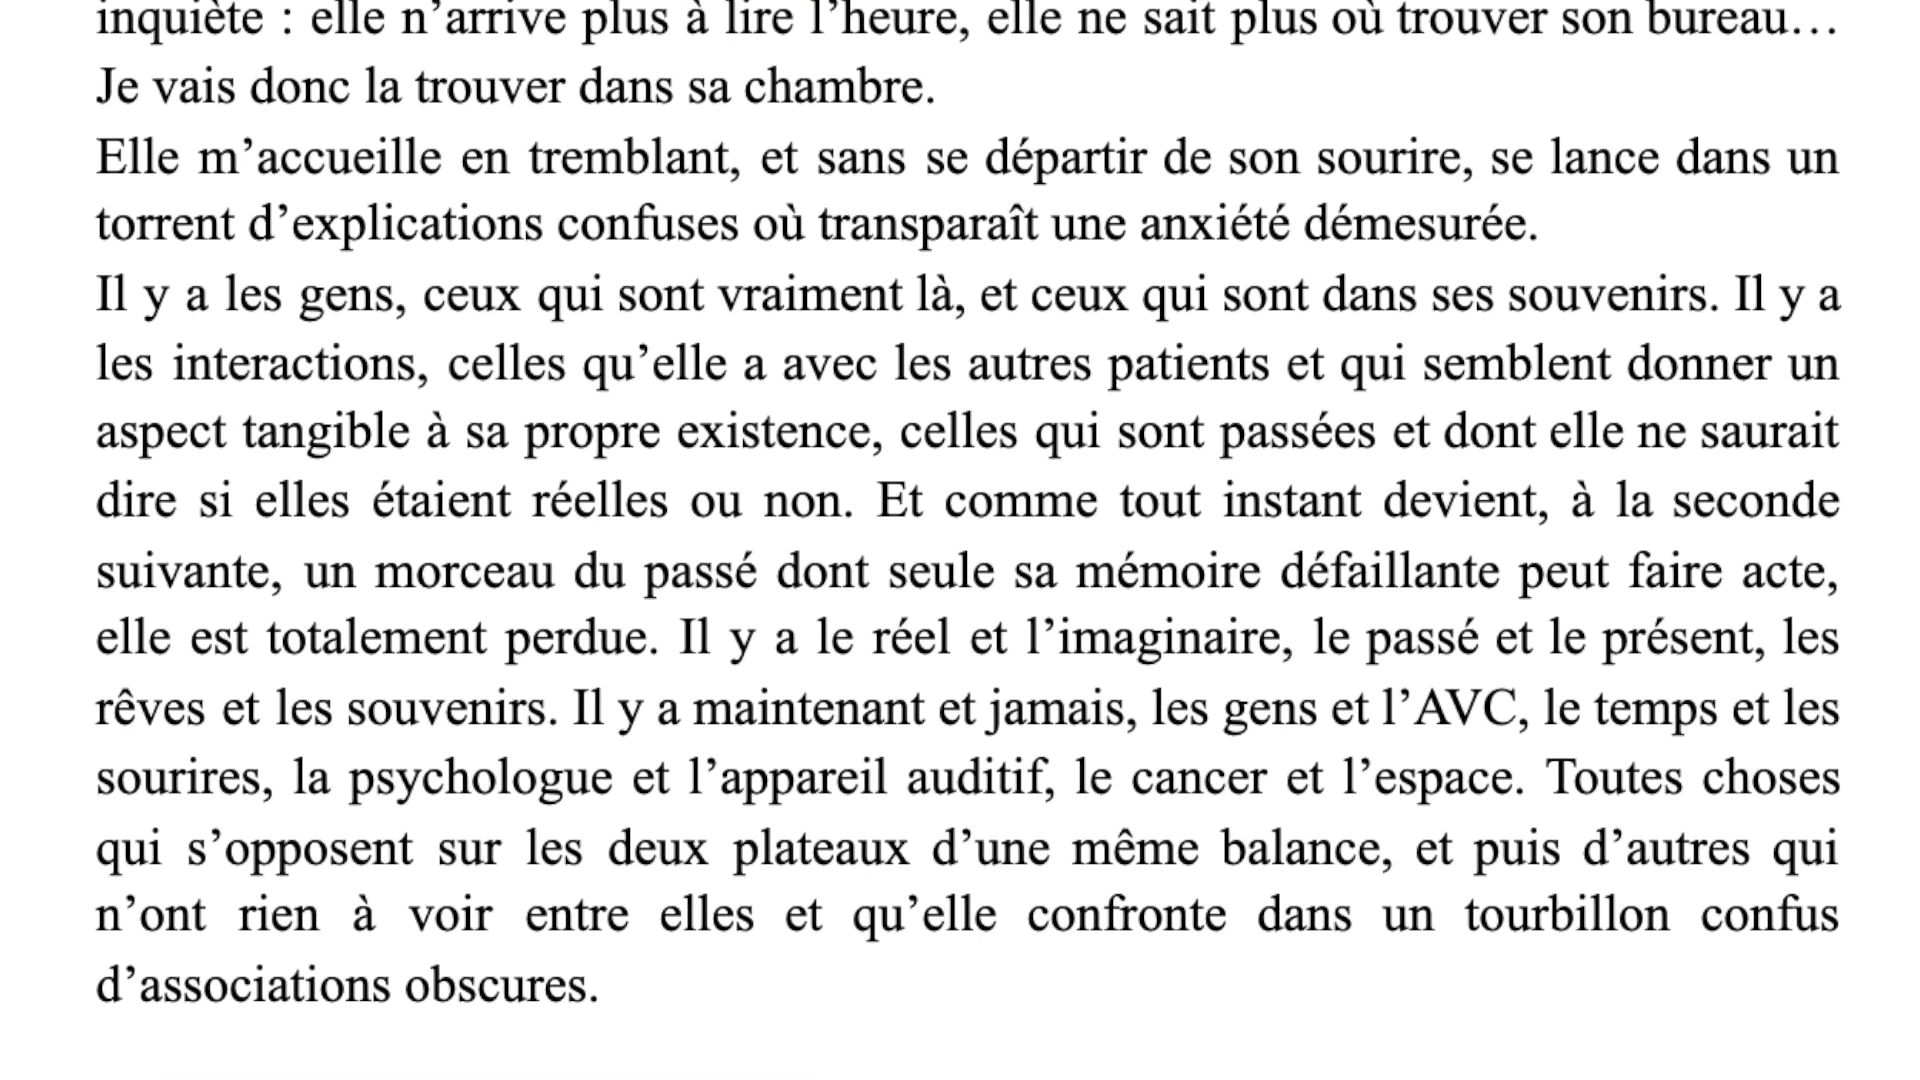 inquiète : elle n’arrive plus à lire l’heure, elle ne sait plus où trouver son bureau…
Je vais donc la trouver dans sa chambre.
Elle m’accueille en tremblant, et sans se départir de son sourire, se lance dans un
torrent d’explications confuses où transparaît une anxiété démesurée.
Il y a les gens, ceux qui sont vraiment là, et ceux qui sont dans ses souvenirs. Il y a
les interactions, celles qu’elle a avec les autres patients et qui semblent donner un
aspect tangible à sa propre existence, celles qui sont passées et dont elle ne saurait
dire si elles étaient réelles ou non. Et comme tout instant devient, à la seconde
suivante, un morceau du passé dont seule sa mémoire défaillante peut faire acte,
elle est totalement perdue. Il y a le réel et l’imaginaire, le passé et le présent, les
rêves et les souvenirs. Il y a maintenant et jamais, les gens et l’AVC, le temps et les
sourires, la psychologue et l’appareil auditif, le cancer et l’espace. Toutes choses
qui s’opposent sur les deux plateaux d’une même balance, et puis d’autres qui
n’ont rien à voir entre elles et qu’elle confronte dans un tourbillon confus
d’associations obscures.